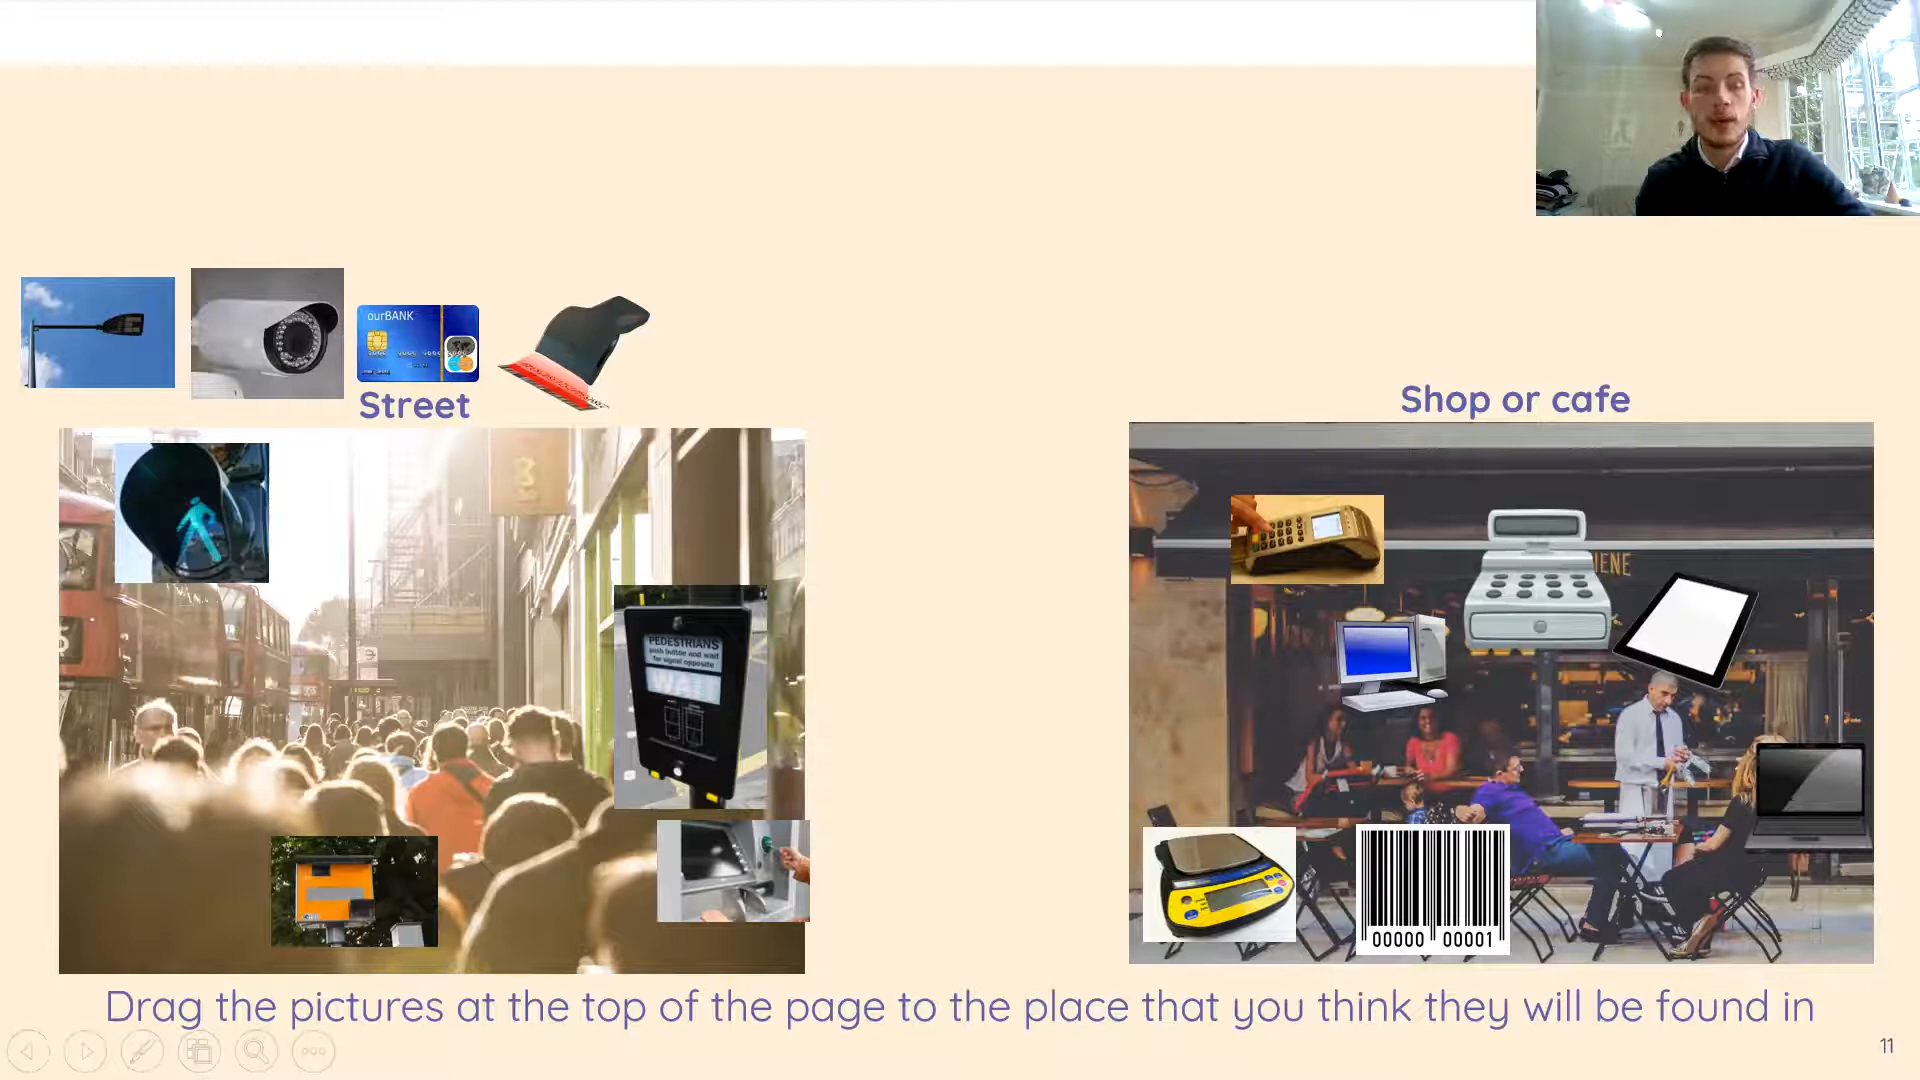 ourBANK
Street
Shop or cafe
PEDESTRIANS
push button and wait
for signal opposite
WAIT
00000 00001
Drag the pictures at the top of the page to the place that you think they will be found in
11